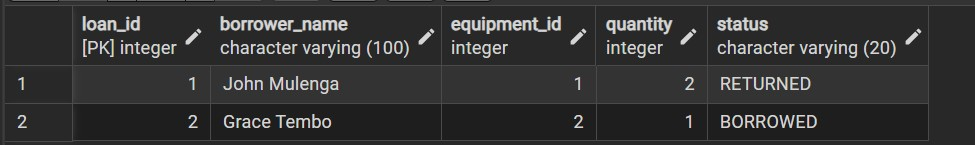 loan_id borrower_name equipment_id quantity status
[PK] integer character varying (100) integer integer character varying (20)
1 1 John Mulenga 1 2 RETURNED
2 2 Grace Tembo 2 1 BORROWED